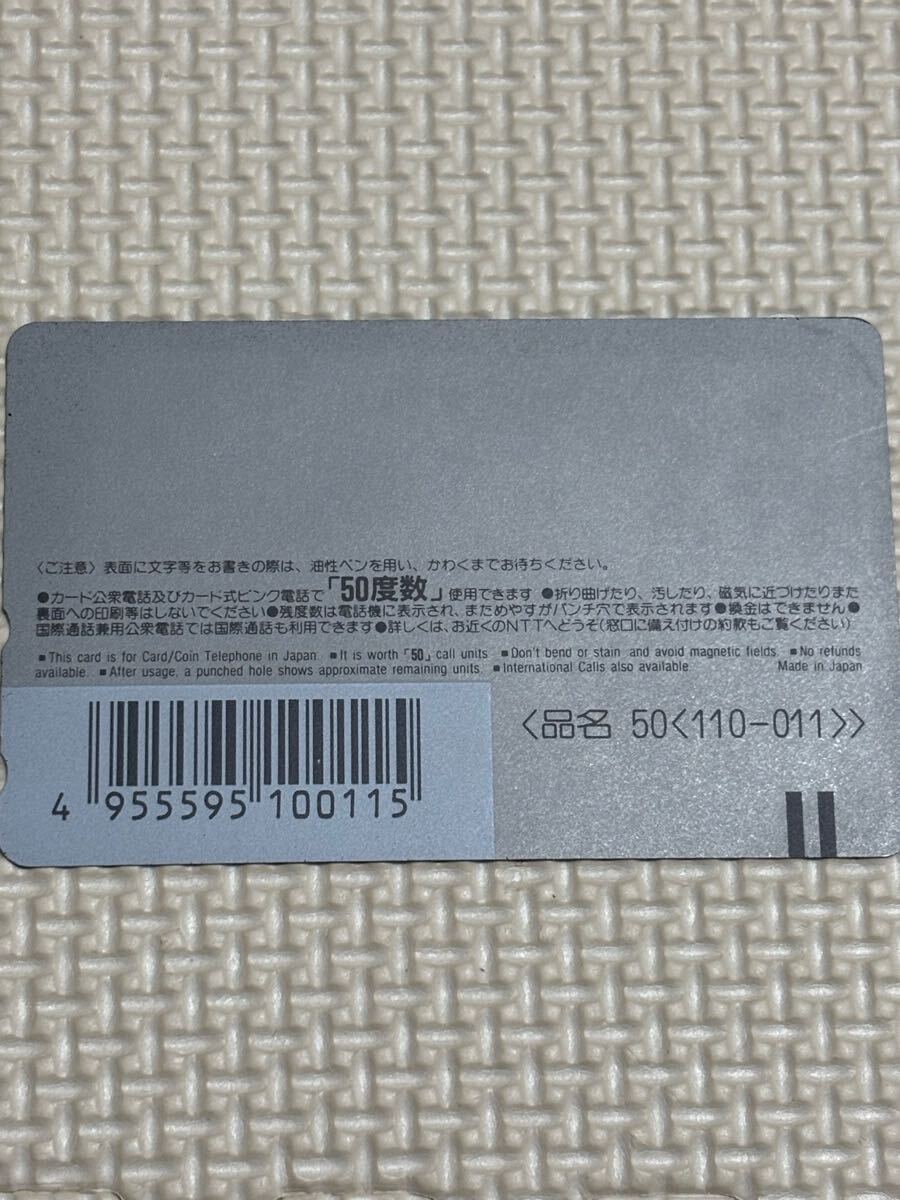 〈ご注意〉表面に文字等をお書きの際は、油性ペンを用い、かわくまでお待ちください。
●カード公衆電話及びカード式ピンク電話で「50度数」使用できます ●折り曲げたり、汚したり、磁気に近づけたりまた
裏面への印刷等はしないでください●残度数は電話機に表示され、まためやすがパンチ穴で表示されます●換金はできません●
国際通話兼用公衆電話では国際通話も利用できます●詳しくは、お近くのNTTへどうぞ(窓口に備え付けの約款もご覧ください)
■This card is for Card/Coin Telephone in Japan. ■It is worth「50」call units ■Don't bend or stain and avoid magnetic fields. ■No refunds
available. ■After usage, a punched hole shows approximate remaining units. ■International Calls also available. Made in Japan
〈品名 50〈110-011〉〉
4 955595 100115